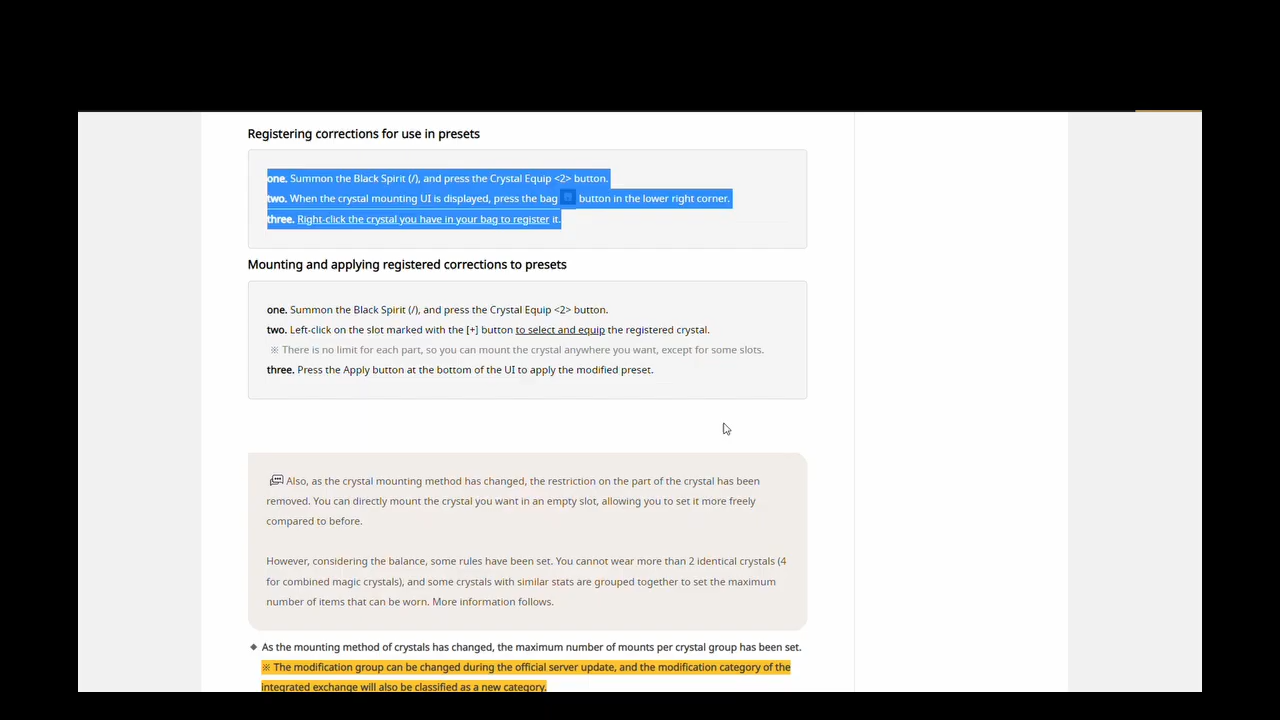 Registering corrections for use in presets
one. Summon the Black Spirit (/), and press the Crystal Equip <2> button.
two. When the crystal mounting UI is displayed, press the bag button in the lower right corner.
three. Right-click the crystal you have in your bag to register it.
Mounting and applying registered corrections to presets
one. Summon the Black Spirit (/), and press the Crystal Equip <2> button.
two. Left-click on the slot marked with the [+] button to select and equip the registered crystal.
※ There is no limit for each part, so you can mount the crystal anywhere you want, except for some slots.
three. Press the Apply button at the bottom of the UI to apply the modified preset.
Also, as the crystal mounting method has changed, the restriction on the part of the crystal has been
removed. You can directly mount the crystal you want in an empty slot, allowing you to set it more freely
compared to before.
However, considering the balance, some rules have been set. You cannot wear more than 2 identical crystals (4
for combined magic crystals), and some crystals with similar stats are grouped together to set the maximum
number of items that can be worn. More information follows.
◆ As the mounting method of crystals has changed, the maximum number of mounts per crystal group has been set.
※ The modification group can be changed during the official server update, and the modification category of the
integrated exchange will also be classified as a new category.